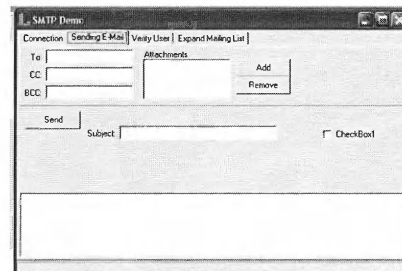 SMTP Demo
Connection Sending E-Mail Verify User Expand Mailing List
To: Attachments
Add
CC:
Remove
BCC:
Send
Subject CheckBox1